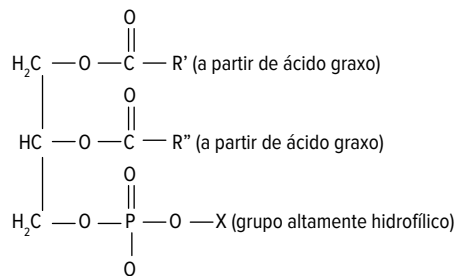 O
H₂C — O — C — R' (a partir de ácido graxo)
O
HC — O — C — R" (a partir de ácido graxo)
O
H₂C — O — P — O — X (grupo altamente hidrofílico)
O